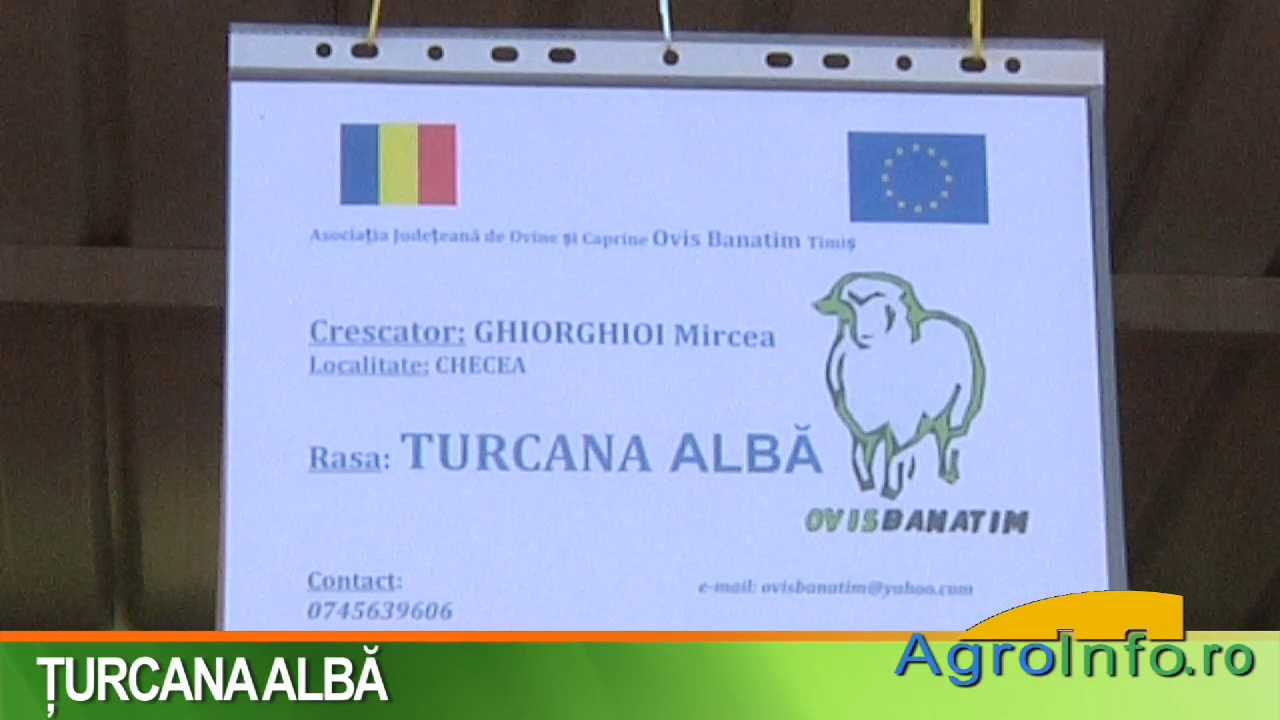 Asociația Județeană de Ovine și Caprine Ovis Banatim Timiș
Crescator: GHIORGHIOI Mircea
Localitate: CHECEA
Rasa: TURCANA ALBĂ
OVISBANATIM
Contact:
0745639606
e-mail: ovisbanatim@yahoo.com
ȚURCANA ALBĂ
AgroInfo.ro